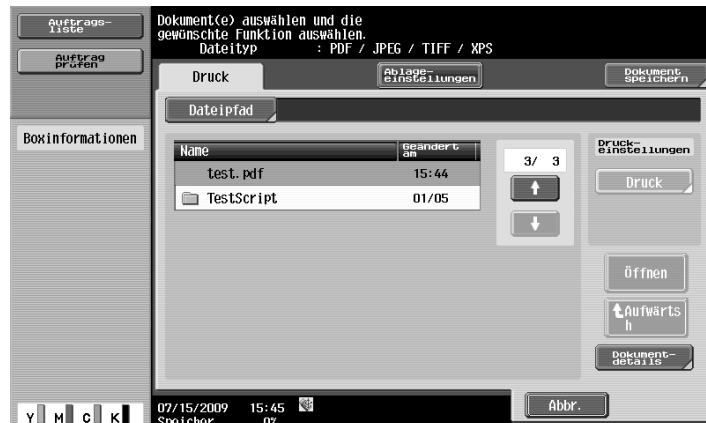 Auftrags-
liste
Auftrag
prüfen
Dokument(e) auswählen und die
gewünschte Funktion auswählen.
Dateityp : PDF / JPEG / TIFF / XPS
Druck
Ablage-
einstellungen
Dokument
speichern
Dateipfad
Boxinformationen
Name
Geändert
am
test.pdf 15:44
TestScript 01/05
3/ 3
Druck-
einstellungen
Druck
Öffnen
Aufwärts
h
Dokument-
details
Abbr.
07/15/2009 15:45
Speicher 0%
Y M C K